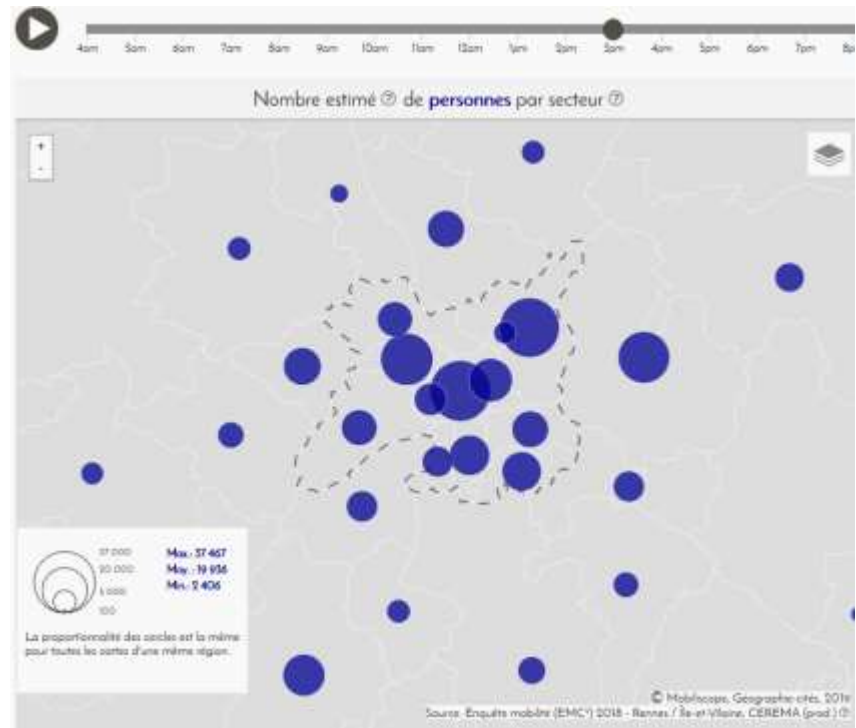 4am 5am 6am 7am 8am 9am 10am 11am 12am 1pm 2pm 3pm 4pm 5pm 6pm 7pm
Nombre estimé ? de personnes par secteur ?
+
-
37 000
20 000
5 000
100
Max.: 37 467
Moy.: 19 936
Min.: 2 406
La proportionnalité des cercles est la même
pour toutes les cartes d'une même région.
© Mobiliscope, Géographie-cités,
Source: Enquête mobilité (EMC²) 2018 - Rennes / Île-et-Vilaine, CEREMA (prod.) ?